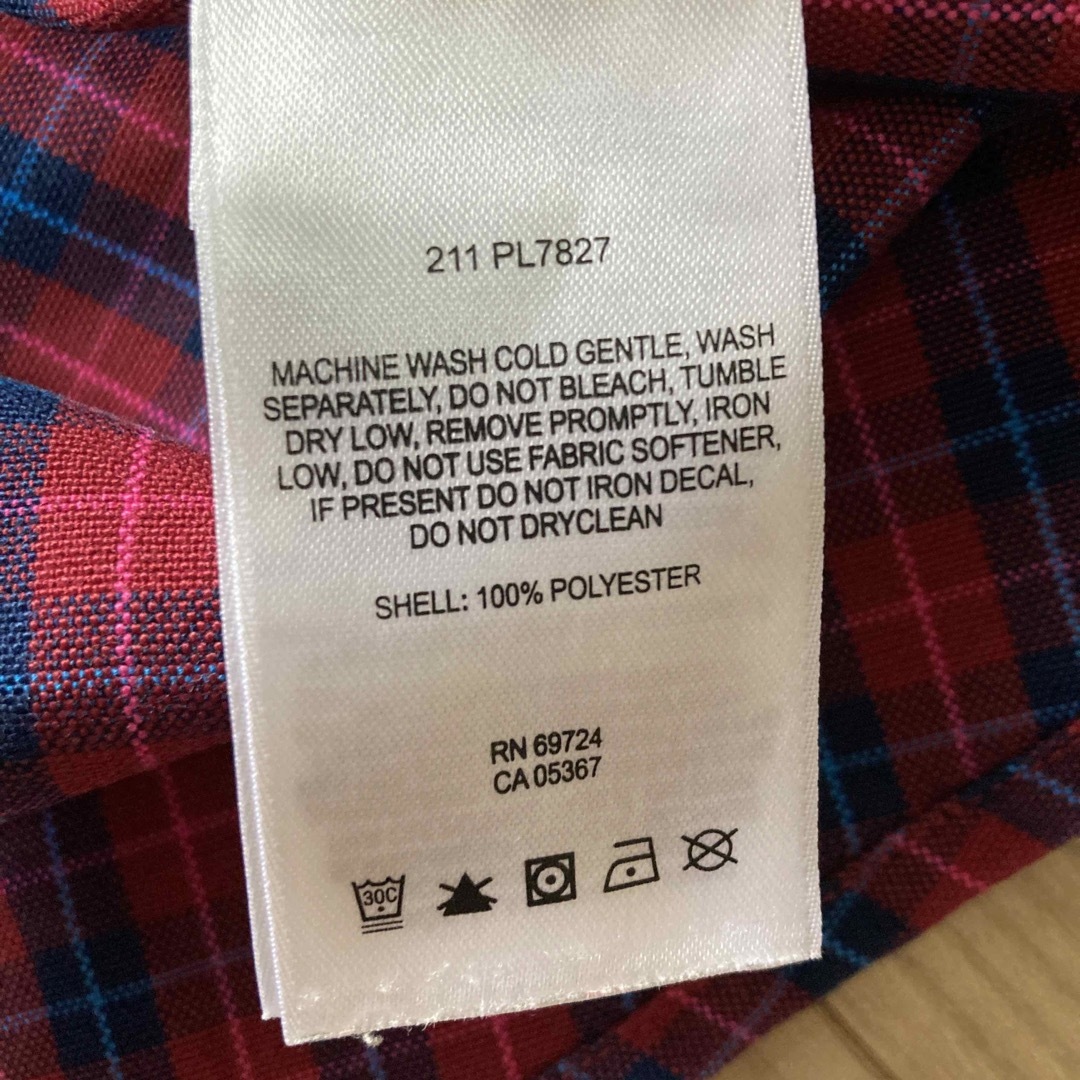 211 PL7827
MACHINE WASH COLD GENTLE, WASH
SEPARATELY, DO NOT BLEACH, TUMBLE
DRY LOW, REMOVE PROMPTLY, IRON
LOW, DO NOT USE FABRIC SOFTENER,
IF PRESENT DO NOT IRON DECAL,
DO NOT DRYCLEAN
SHELL: 100% POLYESTER
RN 69724
CA 05367
30C